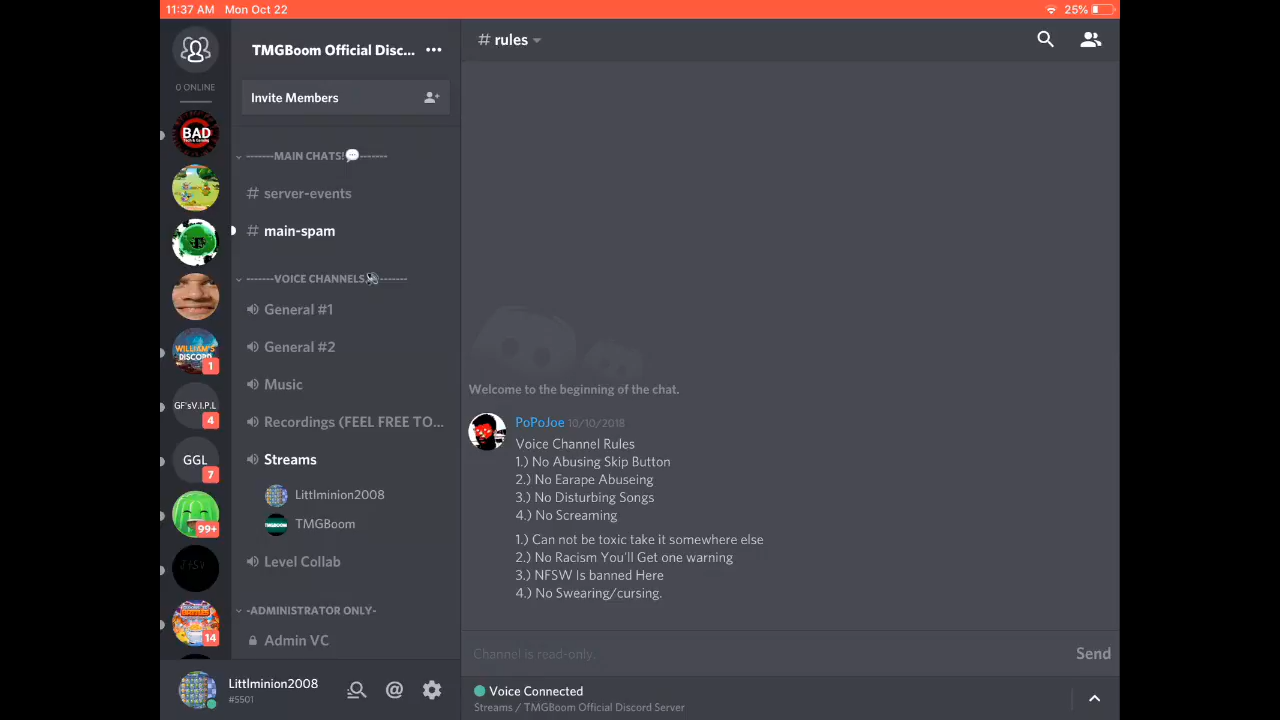 11:37 AM Mon Oct 22
25%
0 ONLINE
BAD
WILLIAM'S
DISCORD
1
GF'sV.I.P.L
4
GGL
7
99+
14
TMGBoom Official Disc...
Invite Members
-------MAIN CHATS!💬-------
# server-events
# main-spam
-------VOICE CHANNELS🔊-------
General #1
General #2
Music
Recordings (FEEL FREE TO...
Streams
LittIminion2008
TMGBoom
Level Collab
-ADMINISTRATOR ONLY-
Admin VC
LittIminion2008
#5501
# rules
Welcome to the beginning of the chat.
PoPoJoe 10/10/2018
Voice Channel Rules
1.) No Abusing Skip Button
2.) No Earape Abuseing
3.) No Disturbing Songs
4.) No Screaming
1.) Can not be toxic take it somewhere else
2.) No Racism You'll Get one warning
3.) NFSW Is banned Here
4.) No Swearing/cursing.
Channel is read-only.
Send
Voice Connected
Streams / TMGBoom Official Discord Server